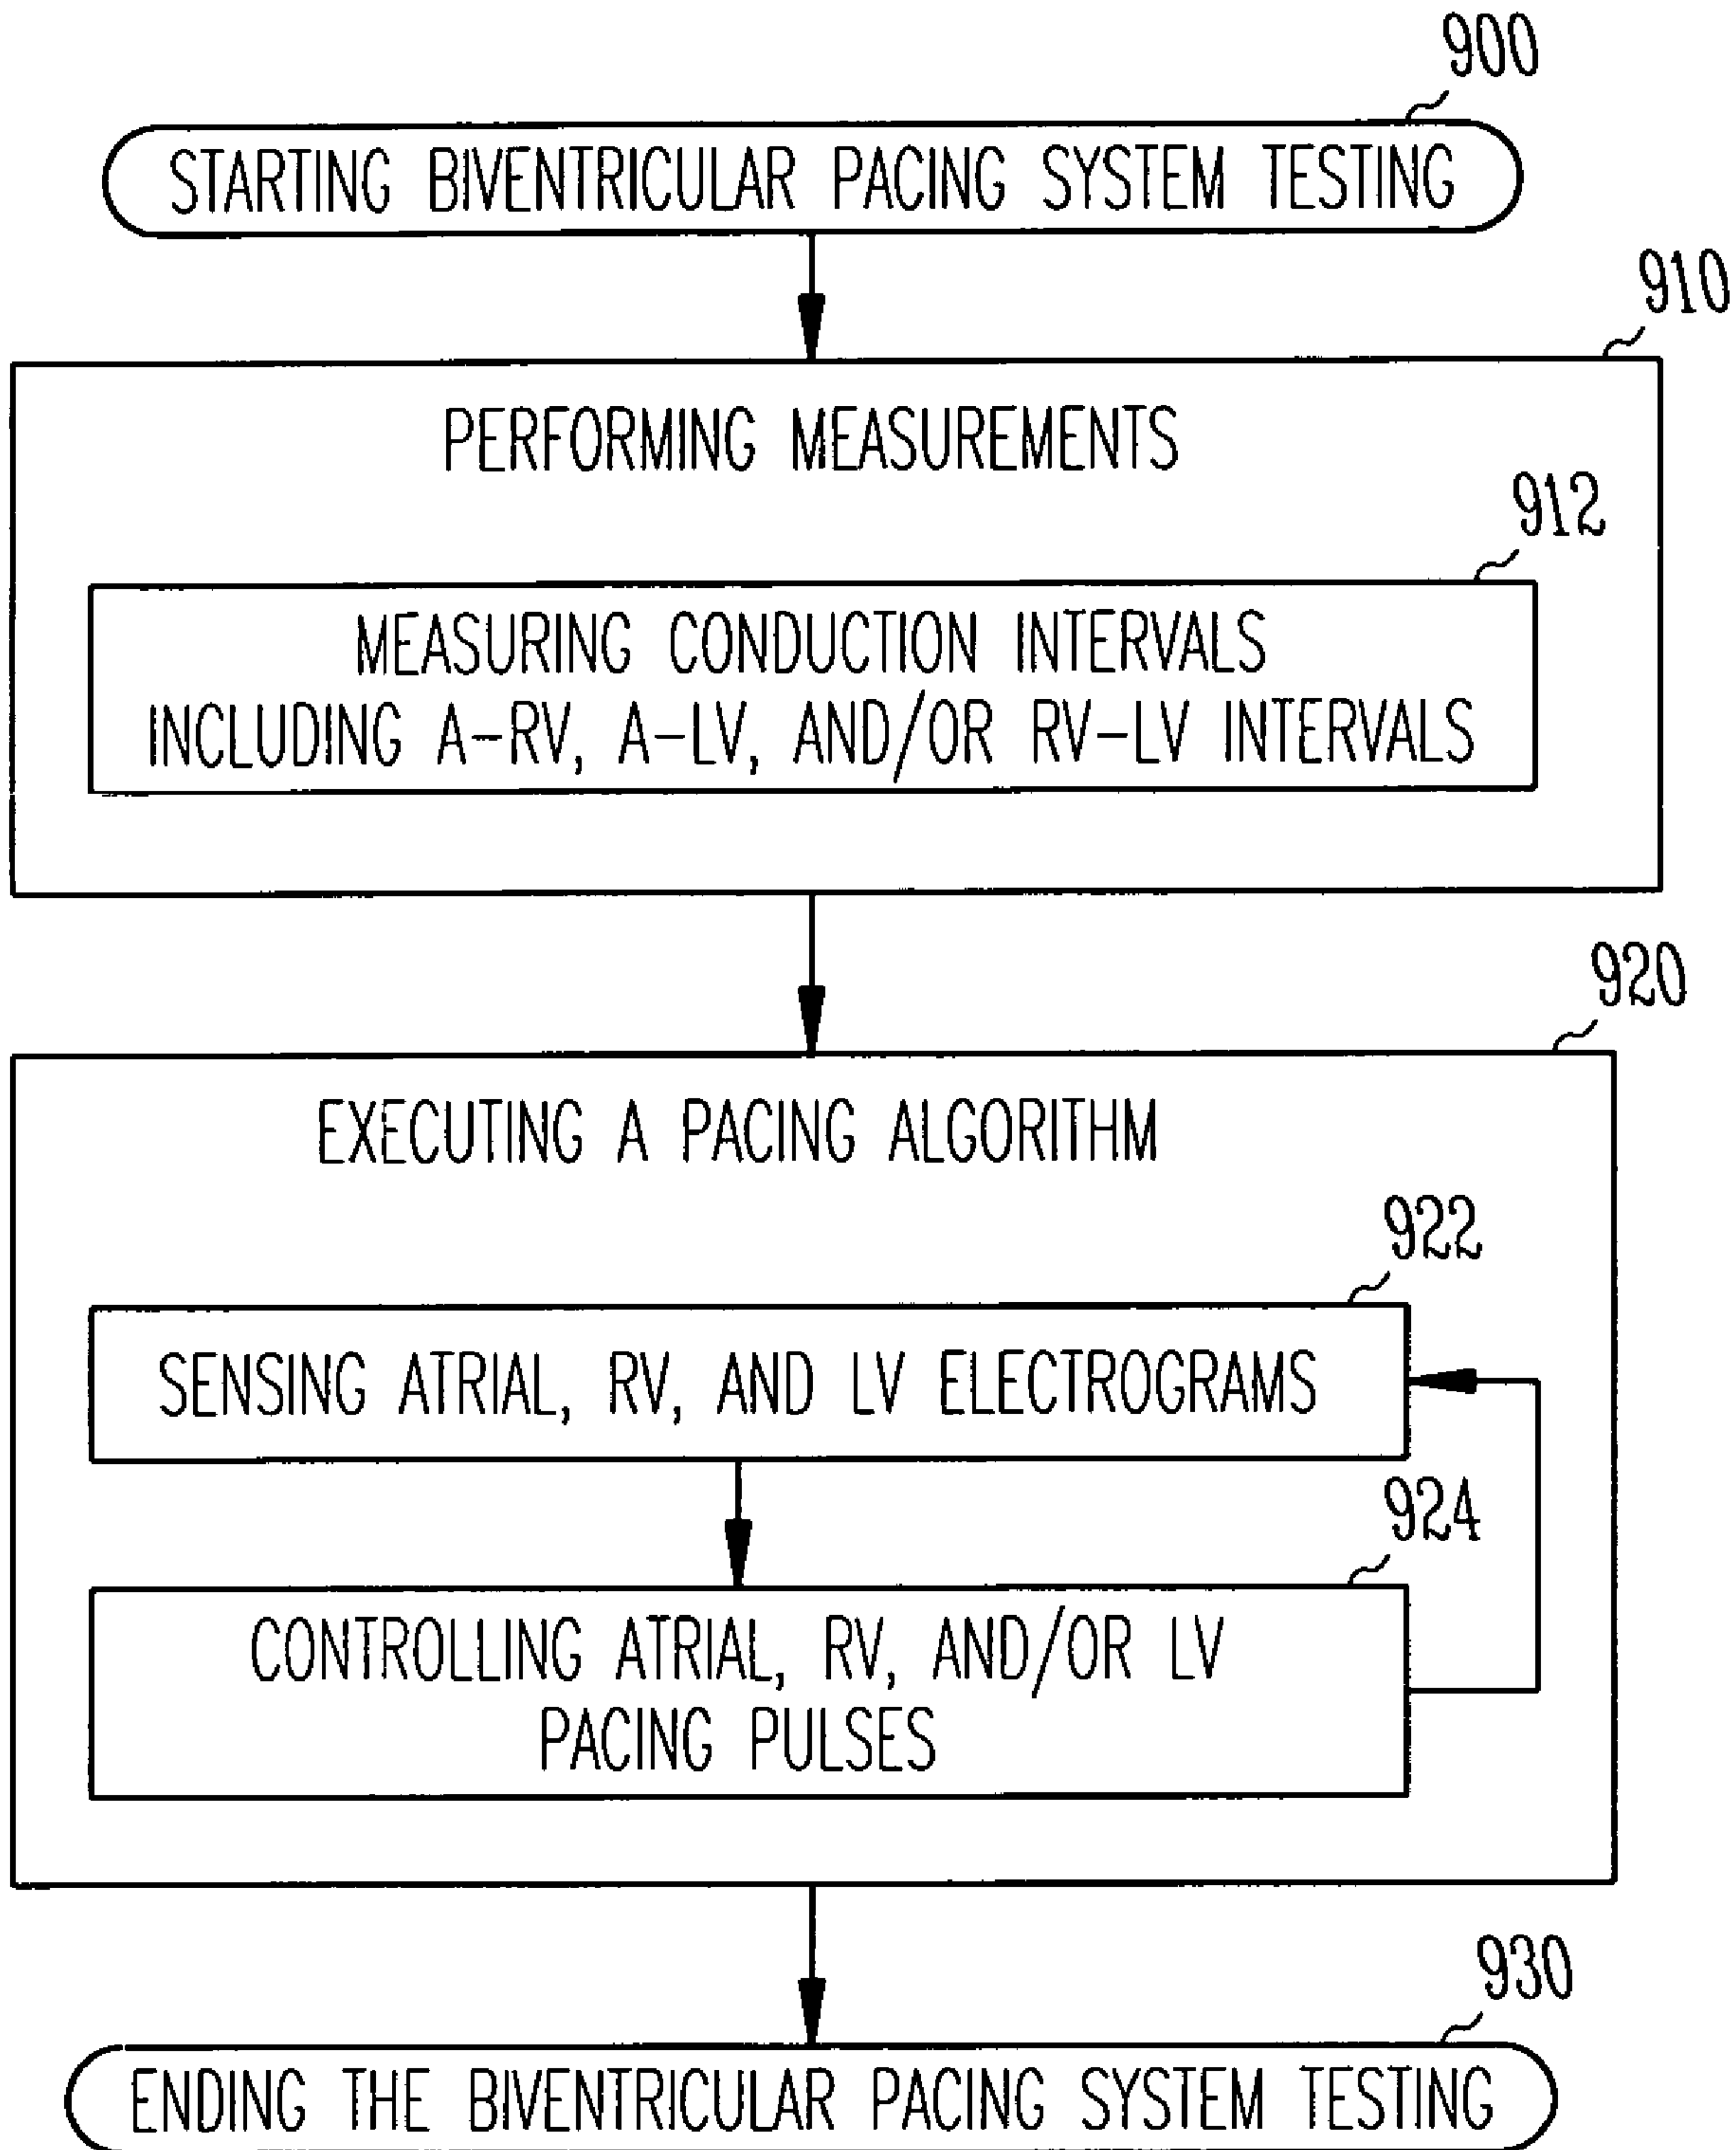 900
STARTING BIVENTRICULAR PACING SYSTEM TESTING
910
PERFORMING MEASUREMENTS
912
MEASURING CONDUCTION INTERVALS
INCLUDING A-RV, A-LV, AND/OR RV-LV INTERVALS
920
EXECUTING A PACING ALGORITHM
922
SENSING ATRIAL, RV, AND LV ELECTROGRAMS
924
CONTROLLING ATRIAL, RV, AND/OR LV
PACING PULSES
930
ENDING THE BIVENTRICULAR PACING SYSTEM TESTING